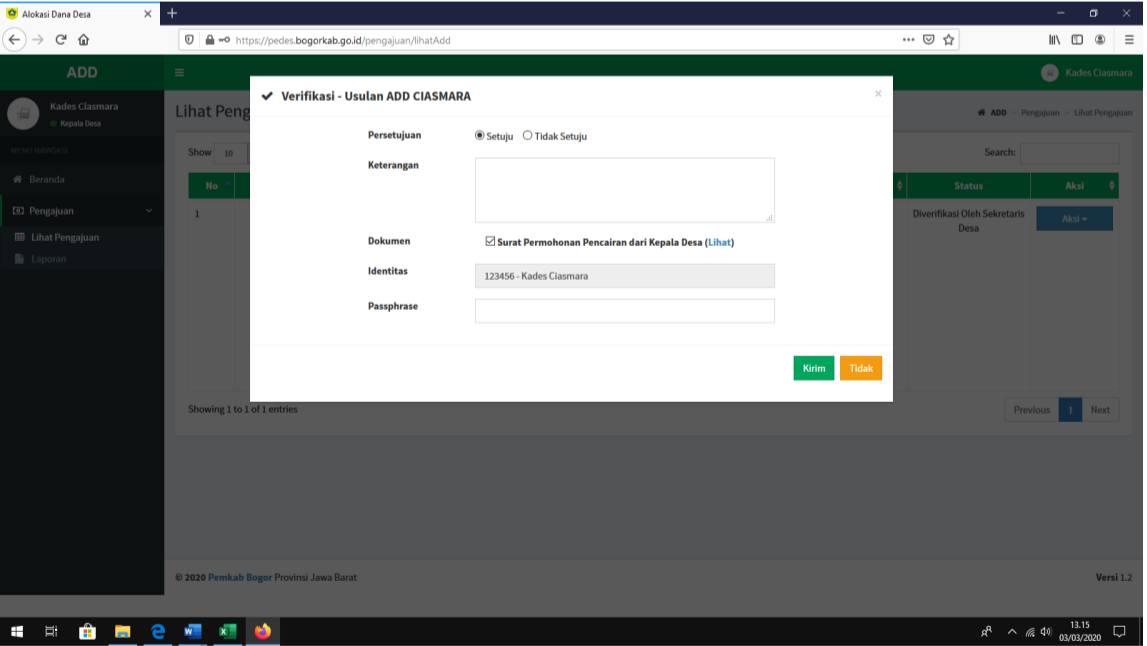 Alokasi Dana Desa
https://pedes.bogorkab.go.id/pengajuan/lihatAdd
ADD
Kades Ciasmara
Kades Ciasmara
Kepala Desa
MENU NAVIGASI
Beranda
Pengajuan
Lihat Pengajuan
Laporan
Lihat Peng
ADD > Pengajuan > Lihat Pengajuan
Show 10
Search:
No
Status
Aksi
1
Diverifikasi Oleh Sekretaris
Desa
Aksi
Verifikasi - Usulan ADD CIASMARA
×
Persetujuan
Setuju
Tidak Setuju
Keterangan
Dokumen
Surat Permohonan Pencairan dari Kepala Desa (Lihat)
Identitas
123456 - Kades Ciasmara
Passphrase
Kirim
Tidak
Showing 1 to 1 of 1 entries
Previous 1 Next
© 2020 Pemkab Bogor Provinsi Jawa Barat
Versi 1.2
13.15
03/03/2020